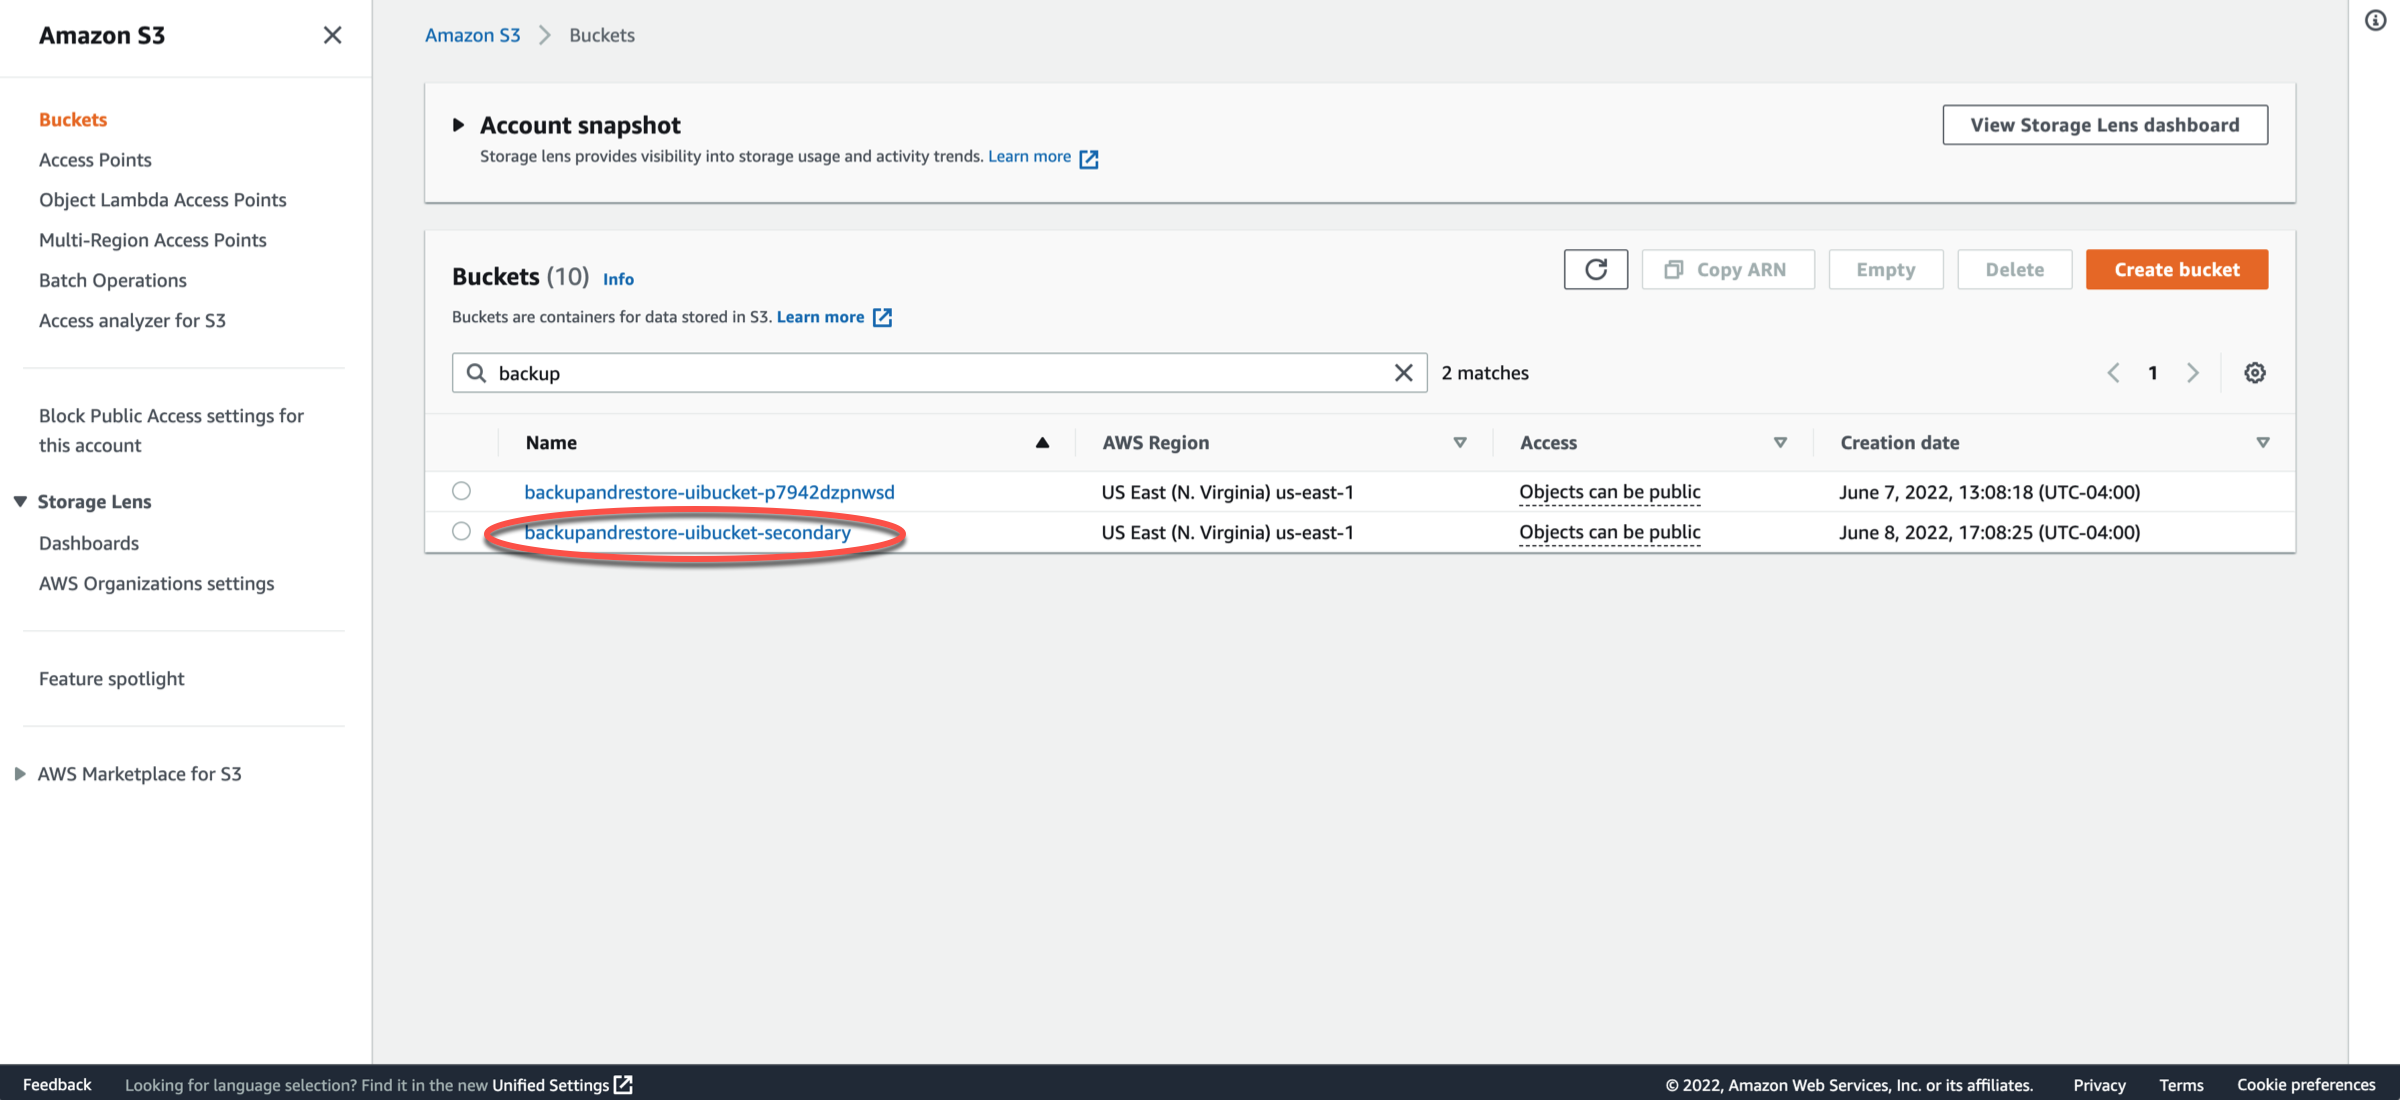 Amazon S3
Buckets
Access Points
Object Lambda Access Points
Multi-Region Access Points
Batch Operations
Access analyzer for S3
Block Public Access settings for
this account
Storage Lens
Dashboards
AWS Organizations settings
Feature spotlight
AWS Marketplace for S3
Amazon S3 Buckets
Account snapshot
Storage lens provides visibility into storage usage and activity trends. Learn more
View Storage Lens dashboard
Buckets (10) Info
Buckets are containers for data stored in S3. Learn more
Copy ARN Empty Delete Create bucket
backup 2 matches 1
Name AWS Region Access Creation date
backupandrestore-uibucket-p7942dzpnwsd US East (N. Virginia) us-east-1 Objects can be public June 7, 2022, 13:08:18 (UTC-04:00)
backupandrestore-uibucket-secondary US East (N. Virginia) us-east-1 Objects can be public June 8, 2022, 17:08:25 (UTC-04:00)
Feedback Looking for language selection? Find it in the new Unified Settings © 2022, Amazon Web Services, Inc. or its affiliates. Privacy Terms Cookie preferences